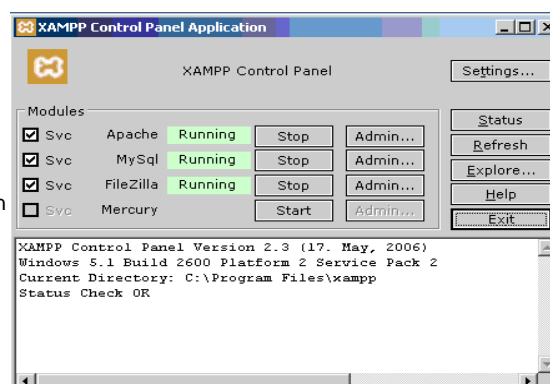 XAMPP Control Panel Application
XAMPP Control Panel
Settings...
Modules
Svc Apache Running Stop Admin...
Svc MySql Running Stop Admin...
Svc FileZilla Running Stop Admin...
Svc Mercury Start Admin...
Status
Refresh
Explore...
Help
Exit
n
XAMPP Control Panel Version 2.3 (17. May, 2006)
Windows 5.1 Build 2600 Platform 2 Service Pack 2
Current Directory: C:\Program Files\xampp
Status Check OK